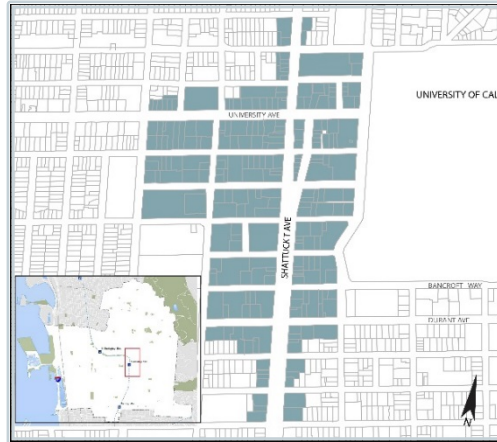 UNIVERSITY OF CAL
UNIVERSITY AVE
SHATTUCK AVE
BANCROFT WAY
DURANT AVE
N